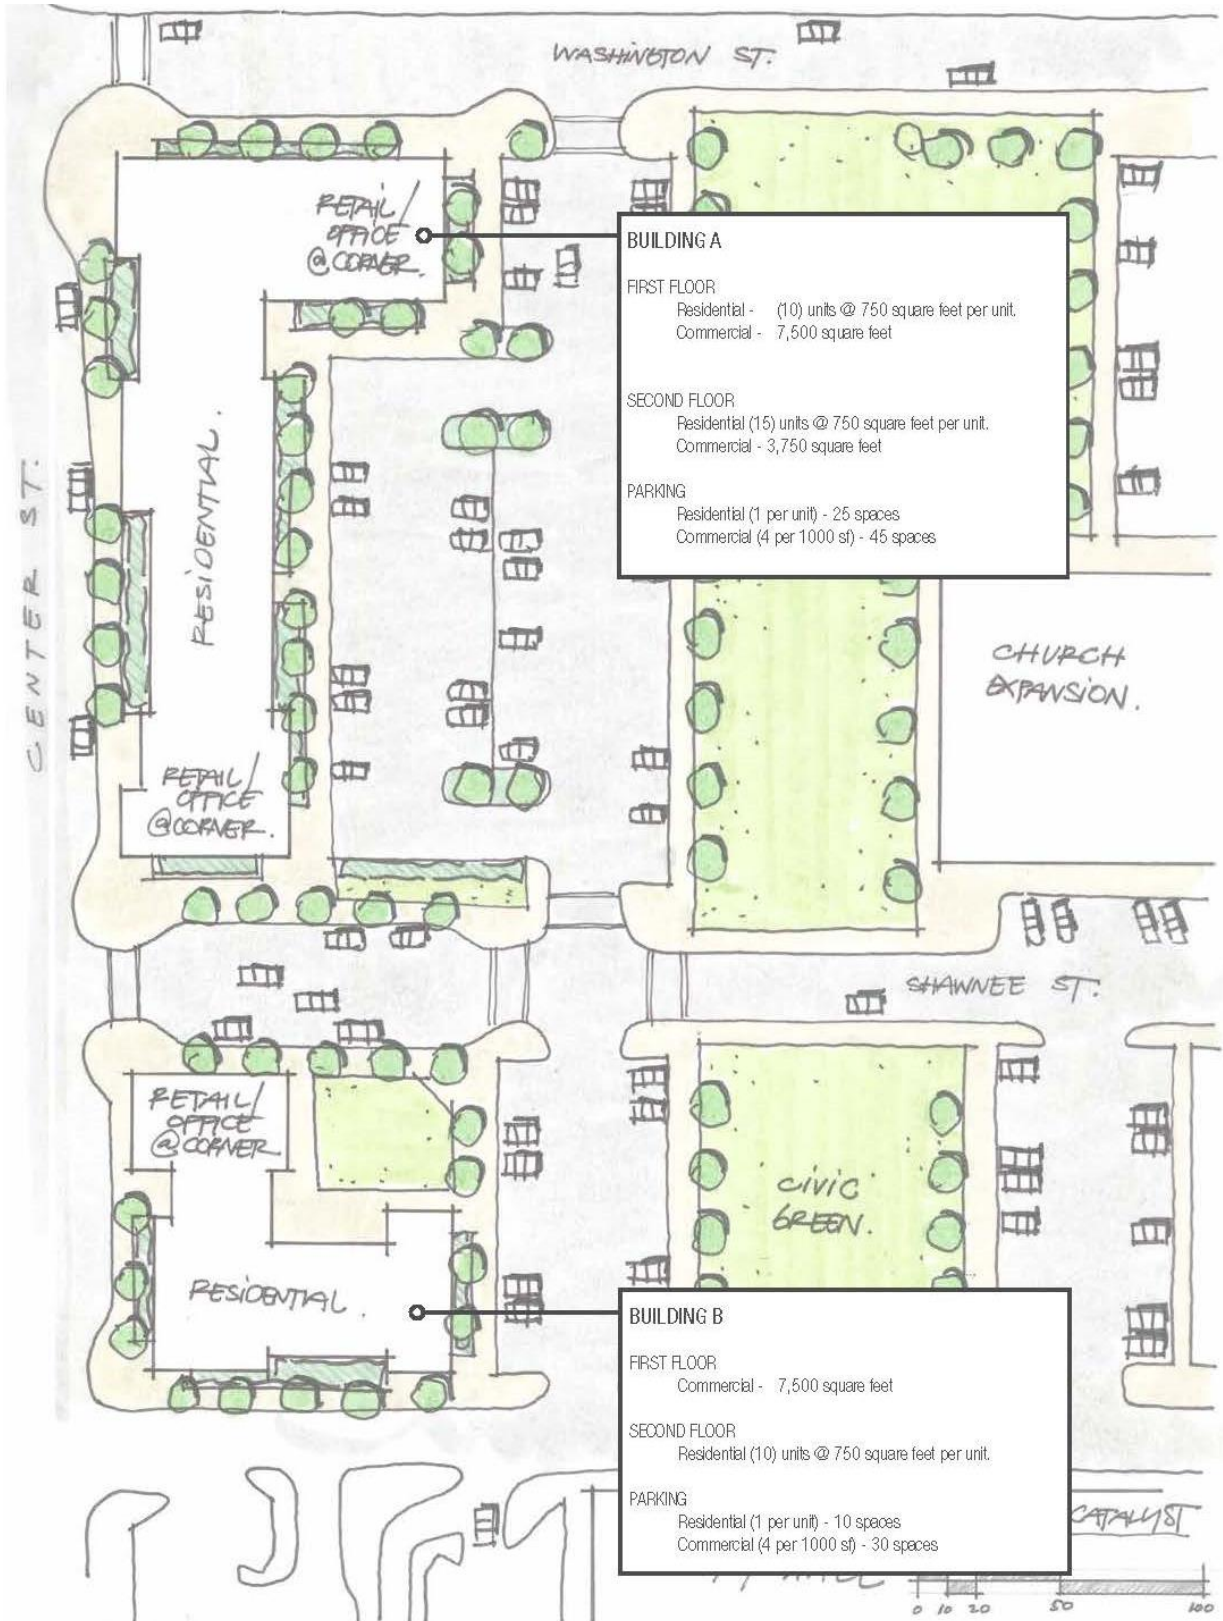 WASHINGTON ST.
RETAIL/
OFFICE
@CORNER.
BUILDING A
FIRST FLOOR
Residential - (10) units @ 750 square feet per unit.
Commercial - 7,500 square feet
SECOND FLOOR
Residential (15) units @ 750 square feet per unit.
Commercial - 3,750 square feet
PARKING
Residential (1 per unit) - 25 spaces
Commercial (4 per 1000 sf) - 45 spaces
CENTER ST.
RESIDENTIAL.
CHURCH
EXPANSION.
RETAIL/
OFFICE
@CORNER.
SHAWNEE ST.
RETAIL/
OFFICE
@CORNER
CIVIC
GREEN.
RESIDENTIAL.
BUILDING B
FIRST FLOOR
Commercial - 7,500 square feet
SECOND FLOOR
Residential (10) units @ 750 square feet per unit.
PARKING
Residential (1 per unit) - 10 spaces
Commercial (4 per 1000 sf) - 30 spaces
CATALYST
0 10 20 50 100